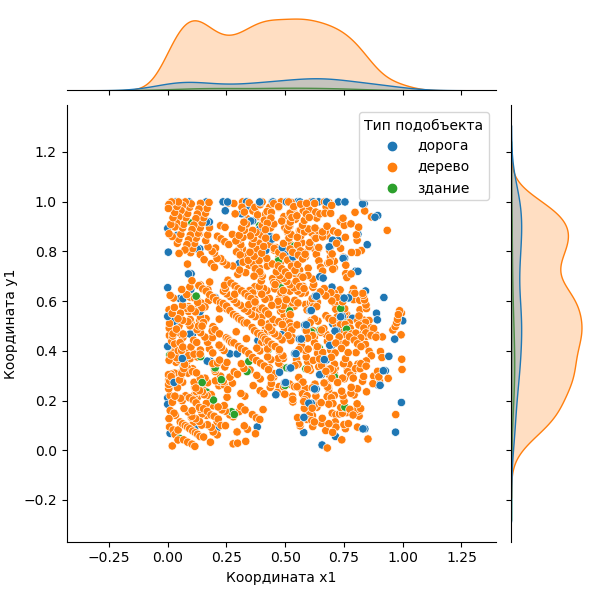 Тип подобъекта
дорога
дерево
здание
1.2
1.0
0.8
0.6
0.4
0.2
0.0
−0.2
Координата y1
−0.25 0.00 0.25 0.50 0.75 1.00 1.25
Координата x1